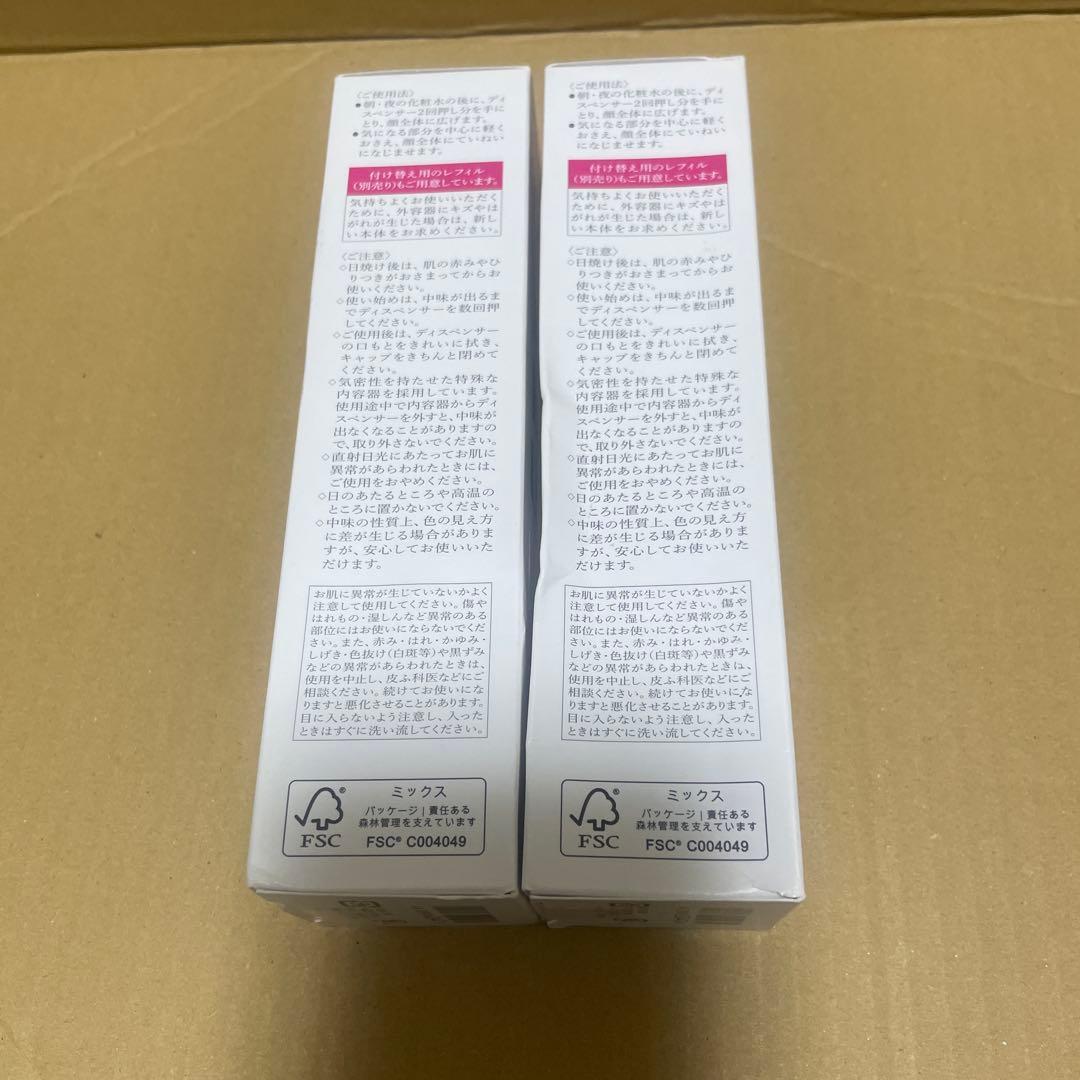 〈ご使用法〉
●朝・夜の化粧水の後に、ディ
スペンサー2回押し分を手に
とり、顔全体に広げます。
●気になる部分を中心に軽く
おさえ、顔全体にていねい
になじませます。
付け替え用のレフィル
(別売り)もご用意しています。
気持ちよくお使いいただく
ために、外容器にキズやは
がれが生じた場合は、新し
い本体をお求めください。
〈ご注意〉
◇日焼け後は、肌の赤みやひ
りつきがおさまってからお
使いください。
◇使い始めは、中味が出るま
でディスペンサーを数回押
してください。
◇ご使用後は、ディスペンサー
の口もとをきれいに拭き、
キャップをきちんと閉めて
ください。
◇気密性を持たせた特殊な
内容器を採用しています。
使用途中で内容器からディ
スペンサーを外すと、中味が
出なくなることがありますの
で、取り外さないでください。
◇直射日光にあたってお肌に
異常があらわれたときには、
ご使用をおやめください。
◇日のあたるところや高温の
ところに置かないでください。
◇中味の性質上、色の見え方
に差が生じる場合がありま
すが、安心してお使いいた
だけます。
お肌に異常が生じていないかよく
注意して使用してください。傷や
はれもの・湿しんなど異常のある
部位にはお使いにならないでくだ
さい。また、赤み・はれ・かゆみ・
しげき・色抜け(白斑等)や黒ずみ
などの異常があらわれたときは、
使用を中止し、皮ふ科医などにご
相談ください。続けてお使いにな
りますと悪化させることがあります。
目に入らないよう注意し、入った
ときはすぐに洗い流してください。
FSC®
ミックス
パッケージ|責任ある
森林管理を支えています
FSC® C004049
〈ご使用法〉
●朝・夜の化粧水の後に、ディ
スペンサー2回押し分を手に
とり、顔全体に広げます。
●気になる部分を中心に軽く
おさえ、顔全体にていねい
になじませます。
付け替え用のレフィル
(別売り)もご用意しています。
気持ちよくお使いいただく
ために、外容器にキズやは
がれが生じた場合は、新し
い本体をお求めください。
〈ご注意〉
◇日焼け後は、肌の赤みやひ
りつきがおさまってからお
使いください。
◇使い始めは、中味が出るま
でディスペンサーを数回押
してください。
◇ご使用後は、ディスペンサー
の口もとをきれいに拭き、
キャップをきちんと閉めて
ください。
◇気密性を持たせた特殊な
内容器を採用しています。
使用途中で内容器からディ
スペンサーを外すと、中味が
出なくなることがありますの
で、取り外さないでください。
◇直射日光にあたってお肌に
異常があらわれたときには、
ご使用をおやめください。
◇日のあたるところや高温の
ところに置かないでください。
◇中味の性質上、色の見え方
に差が生じる場合がありま
すが、安心してお使いいた
だけます。
お肌に異常が生じていないかよく
注意して使用してください。傷や
はれもの・湿しんなど異常のある
部位にはお使いにならないでくだ
さい。また、赤み・はれ・かゆみ・
しげき・色抜け(白斑等)や黒ずみ
などの異常があらわれたときは、
使用を中止し、皮ふ科医などにご
相談ください。続けてお使いにな
りますと悪化させることがあります。
目に入らないよう注意し、入った
ときはすぐに洗い流してください。
FSC®
ミックス
パッケージ|責任ある
森林管理を支えています
FSC® C004049